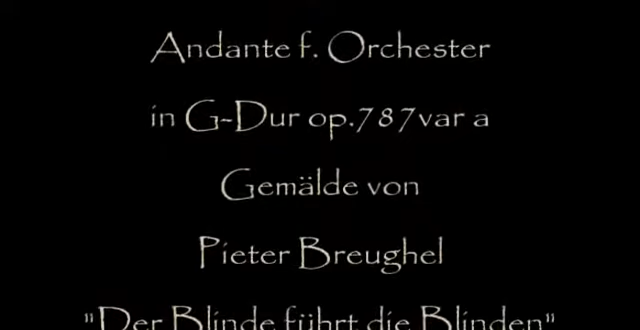 Andante f. Orchester
in G-Dur op.787var a
Gemälde von
Pieter Breughel
"Der Blinde führt die Blinden"